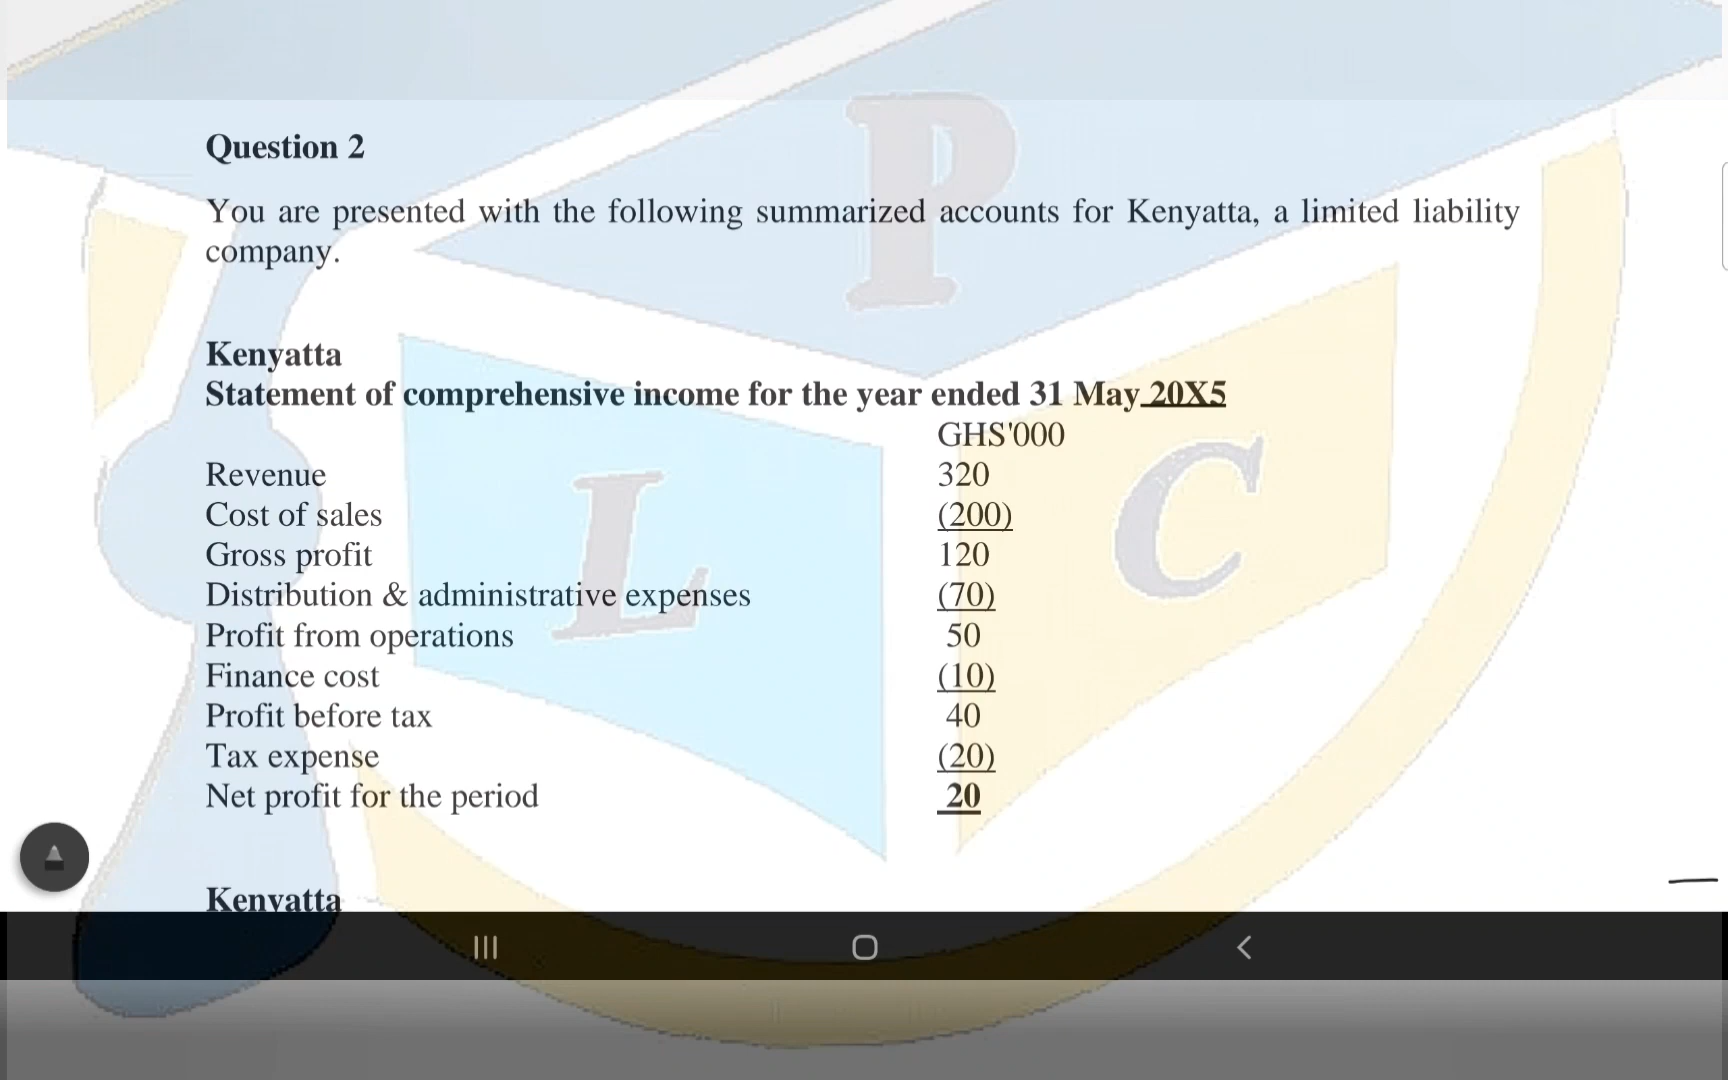 Question 2
You are presented with the following summarized accounts for Kenyatta, a limited liability
company.
Kenyatta
Statement of comprehensive income for the year ended 31 May 20X5
GHS'000
Revenue 320
Cost of sales (200)
Gross profit 120
Distribution & administrative expenses (70)
Profit from operations 50
Finance cost (10)
Profit before tax 40
Tax expense (20)
Net profit for the period 20
Kenyatta
P
L
C